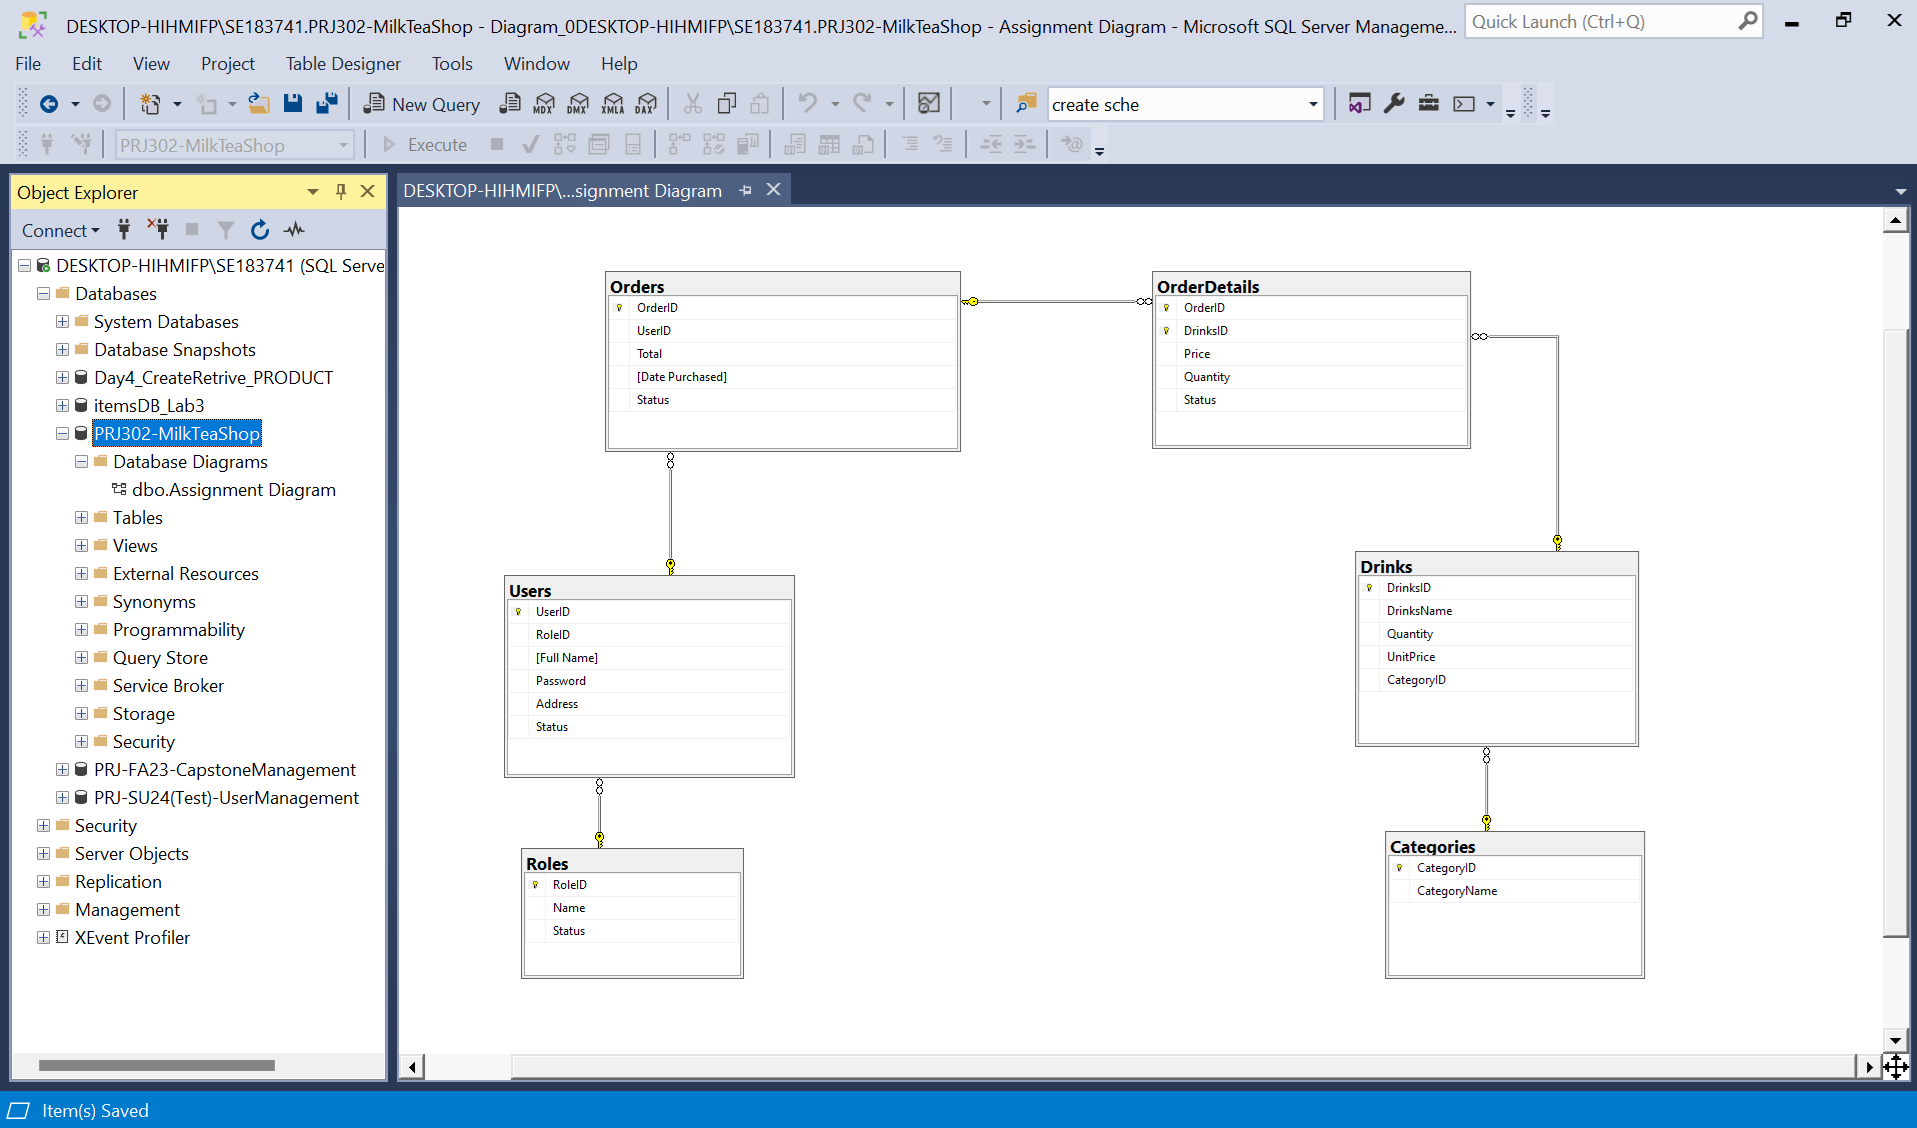 DESKTOP-HIHMIFP\SE183741.PRJ302-MilkTeaShop - Diagram_0DESKTOP-HIHMIFP\SE183741.PRJ302-MilkTeaShop - Assignment Diagram - Microsoft SQL Server Manageme...
Quick Launch (Ctrl+Q)
File Edit View Project Table Designer Tools Window Help
New Query MDX DMX XMLA DAX create sche
PRJ302-MilkTeaShop Execute
Object Explorer
Connect
DESKTOP-HIHMIFP\SE183741 (SQL Serve
Databases
System Databases
Database Snapshots
Day4_CreateRetrive_PRODUCT
itemsDB_Lab3
PRJ302-MilkTeaShop
Database Diagrams
dbo.Assignment Diagram
Tables
Views
External Resources
Synonyms
Programmability
Query Store
Service Broker
Storage
Security
PRJ-FA23-CapstoneManagement
PRJ-SU24(Test)-UserManagement
Security
Server Objects
Replication
Management
XEvent Profiler
DESKTOP-HIHMIFP\...signment Diagram
Orders
OrderID
UserID
Total
[Date Purchased]
Status
OrderDetails
OrderID
DrinksID
Price
Quantity
Status
Users
UserID
RoleID
[Full Name]
Password
Address
Status
Drinks
DrinksID
DrinksName
Quantity
UnitPrice
CategoryID
Roles
RoleID
Name
Status
Categories
CategoryID
CategoryName
Item(s) Saved